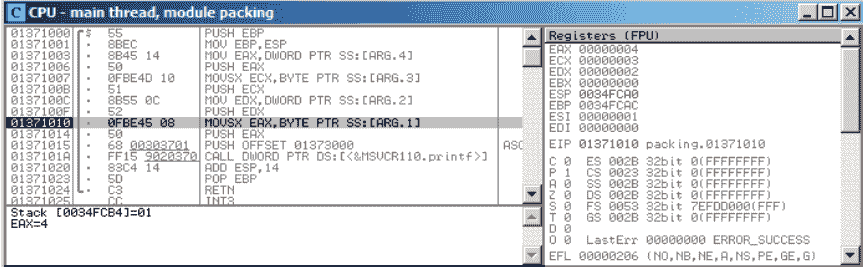 C CPU - main thread, module packing
01371000 $ 55 PUSH EBP
01371001 · 8BEC MOV EBP,ESP
01371003 · 8B45 14 MOV EAX,DWORD PTR SS:[ARG.4]
01371006 · 50 PUSH EAX
01371007 · 0FBE4D 10 MOVSX ECX,BYTE PTR SS:[ARG.3]
0137100B · 51 PUSH ECX
0137100C · 8B55 0C MOV EDX,DWORD PTR SS:[ARG.2]
0137100F · 52 PUSH EDX
01371010 · 0FBE45 08 MOVSX EAX,BYTE PTR SS:[ARG.1]
01371014 · 50 PUSH EAX
01371015 · 68 00303701 PUSH OFFSET 01373000 ASC
0137101A · FF15 9020370 CALL DWORD PTR DS:[<&MSVCR110.printf>]
01371020 · 83C4 14 ADD ESP,14
01371023 · 5D POP EBP
01371024 · C3 RETN
01371025 CC INT3
Stack [0034FCB4]=01
EAX=4
Registers (FPU)
EAX 00000004
ECX 00000003
EDX 00000002
EBX 00000000
ESP 0034FCA0
EBP 0034FCAC
ESI 00000001
EDI 00000000
EIP 01371010 packing.01371010
C 0 ES 002B 32bit 0(FFFFFFFF)
P 1 CS 0023 32bit 0(FFFFFFFF)
A 0 SS 002B 32bit 0(FFFFFFFF)
Z 0 DS 002B 32bit 0(FFFFFFFF)
S 0 FS 0053 32bit 7EFDD000(FFF)
T 0 GS 002B 32bit 0(FFFFFFFF)
D 0
O 0 LastErr 00000000 ERROR_SUCCESS
EFL 00000206 (NO,NB,NE,A,NS,PE,GE,G)